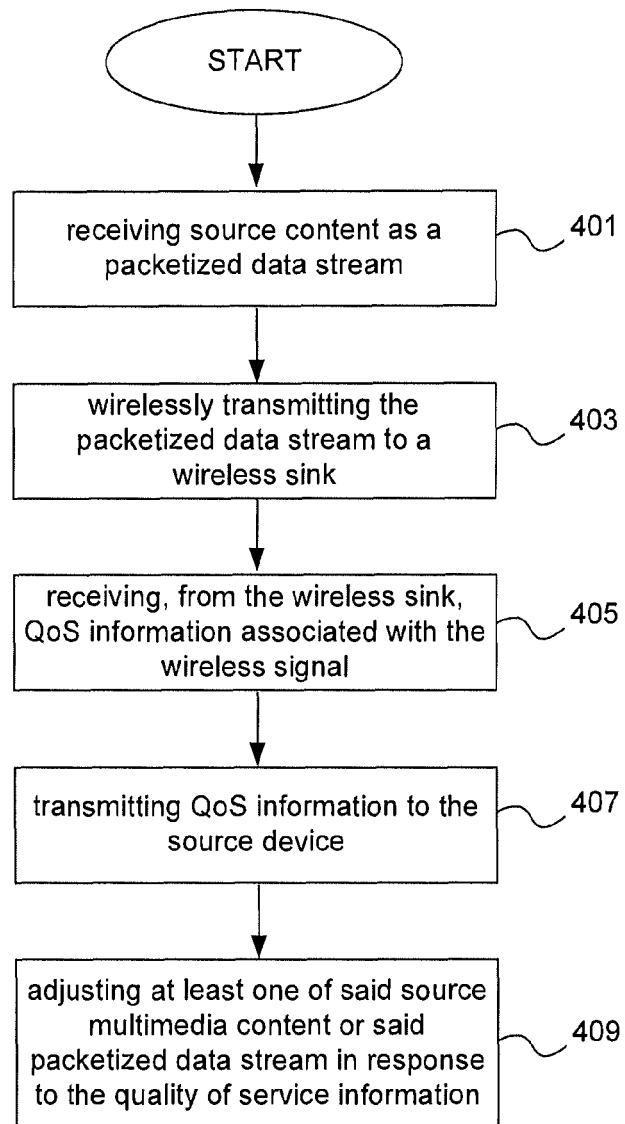 START
receiving source content as a
packetized data stream
401
wirelessly transmitting the
packetized data stream to a
wireless sink
403
receiving, from the wireless sink,
QoS information associated with the
wireless signal
405
transmitting QoS information to the
source device
407
adjusting at least one of said source
multimedia content or said
packetized data stream in response
to the quality of service information
409